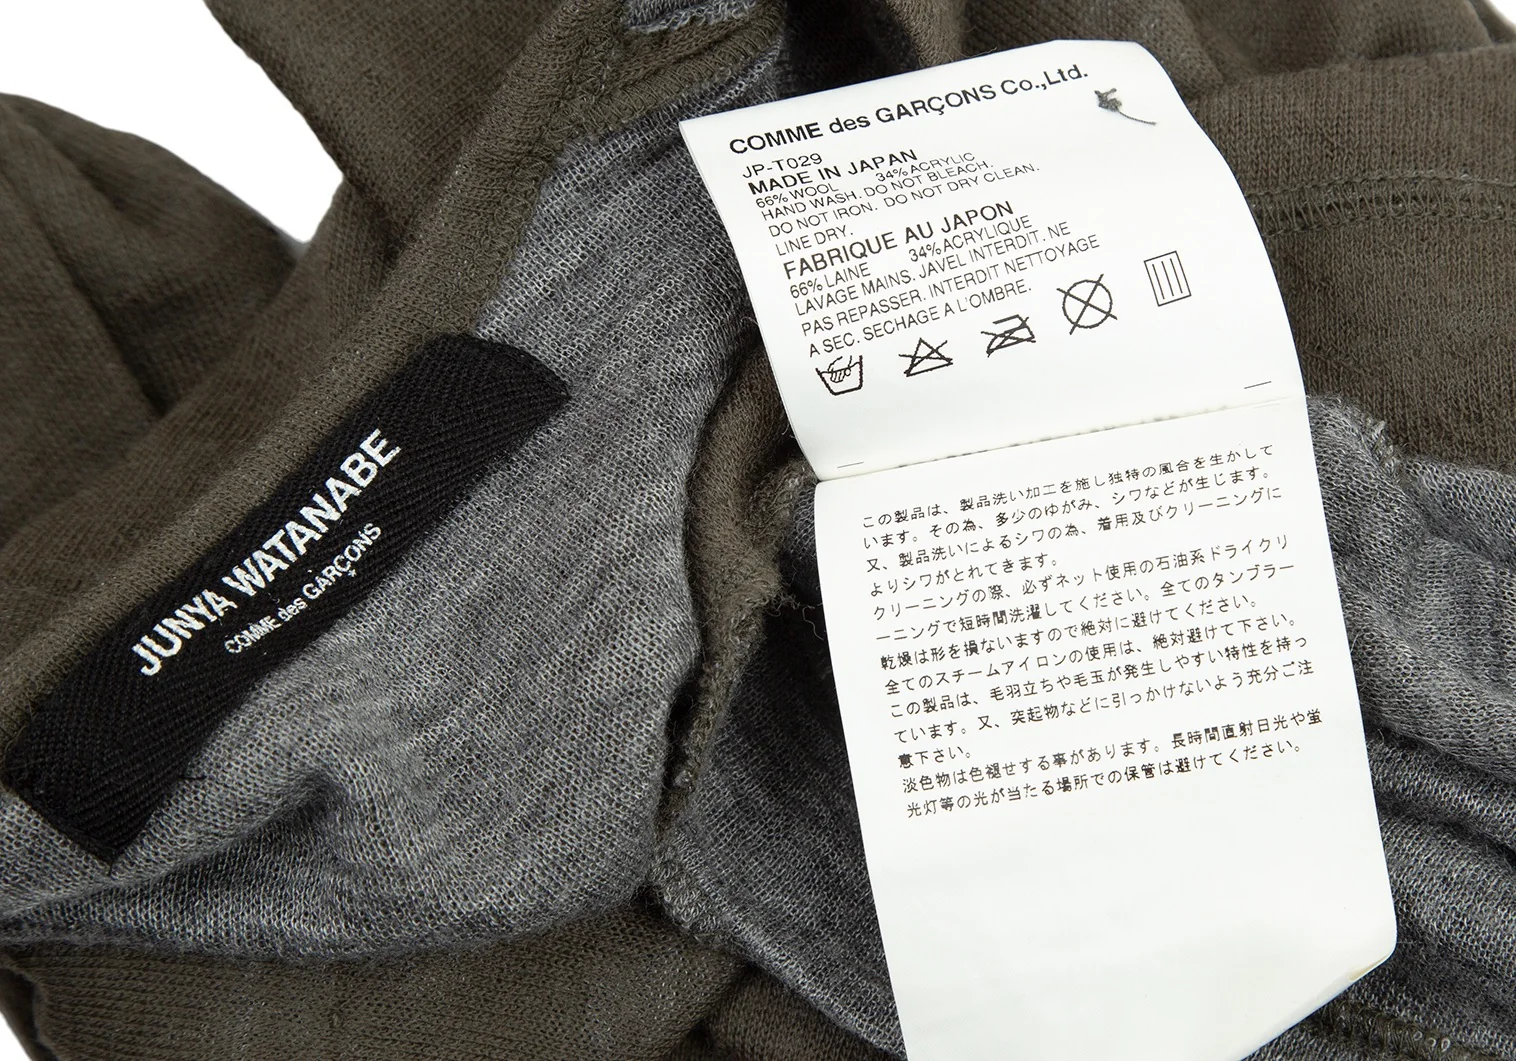 JUNYA WATANABE
COMME des GARÇONS
COMME des GARÇONS Co.,Ltd.
JP-T029
MADE IN JAPAN
66% WOOL 34% ACRYLIC
HAND WASH. DO NOT BLEACH.
DO NOT IRON. DO NOT DRY CLEAN.
LINE DRY.
FABRIQUE AU JAPON
66% LAINE 34% ACRYLIQUE
LAVAGE MAINS. JAVEL INTERDIT. NE
PAS REPASSER. INTERDIT NETTOYAGE
A SEC. SECHAGE A L'OMBRE.
この製品は、製品洗い加工を施し独特の風合を生かして
います。その為、多少のゆがみ、シワなどが生じます。
又、製品洗いによるシワの為、着用及びクリーニングに
よりシワがとれてきます。
クリーニングの際、必ずネット使用の石油系ドライクリ
ーニングで短時間洗濯してください。全てのタンブラー
乾燥は形を損ないますので絶対に避けてください。
全てのスチームアイロンの使用は、絶対避けて下さい。
この製品は、毛羽立ちや毛玉が発生しやすい特性を持っ
ています。又、突起物などに引っかけないよう充分ご注
意下さい。
淡色物は色褪せする事があります。長時間直射日光や蛍
光灯等の光が当たる場所での保管は避けてください。